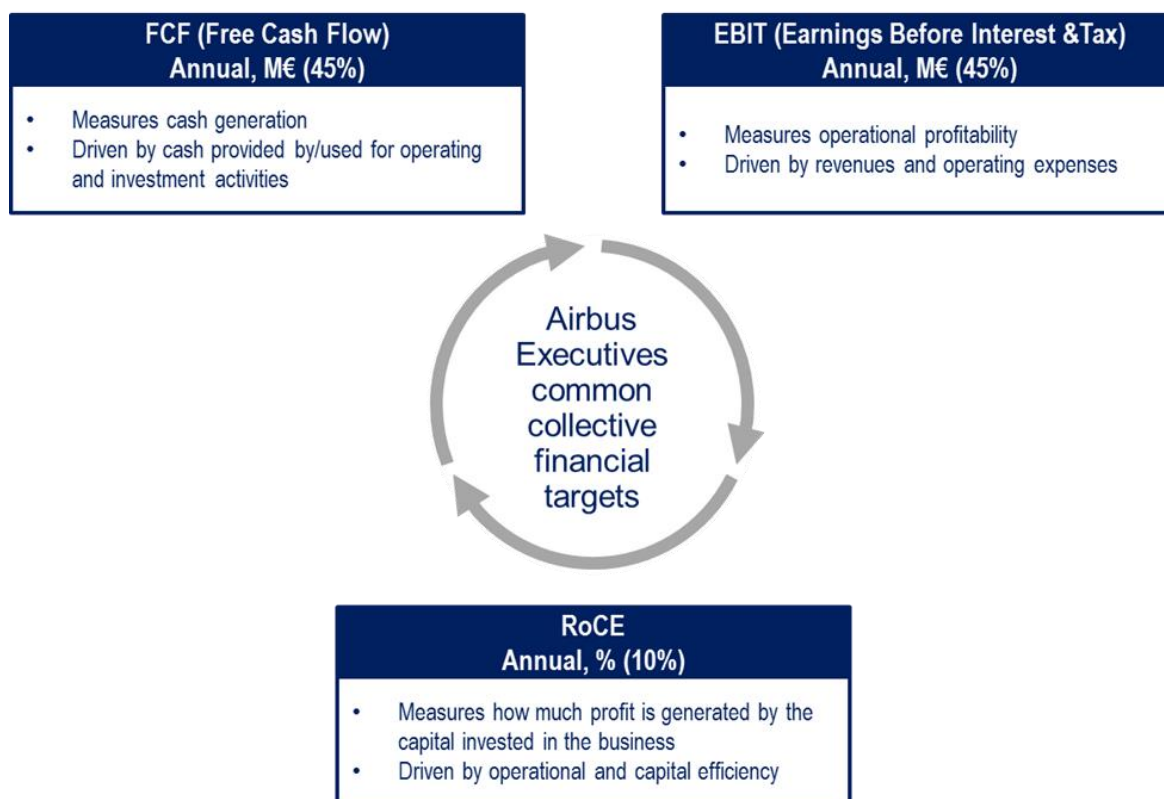 FCF (Free Cash Flow)
Annual, M€ (45%)
• Measures cash generation
• Driven by cash provided by/used for operating
and investment activities
EBIT (Earnings Before Interest &Tax)
Annual, M€ (45%)
• Measures operational profitability
• Driven by revenues and operating expenses
Airbus
Executives
common
collective
financial
targets
RoCE
Annual, % (10%)
• Measures how much profit is generated by the
capital invested in the business
• Driven by operational and capital efficiency